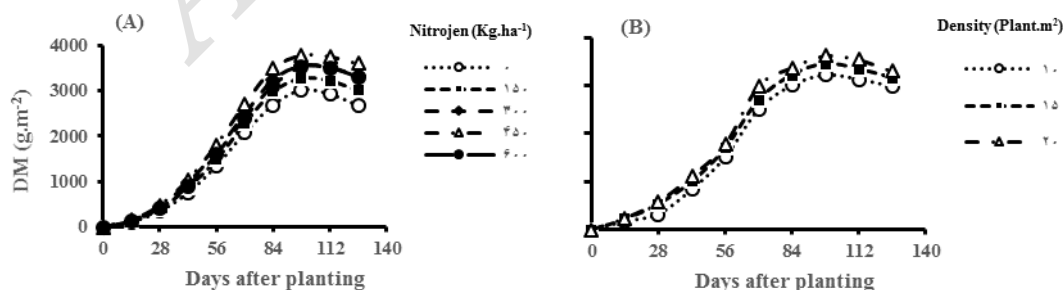 (A)
Nitrojen (Kg.ha⁻¹)
۰
۱۵۰
۳۰۰
۴۵۰
۶۰۰
DM (g.m⁻²)
4000
3000
2000
1000
0
0 28 56 84 112 140
Days after planting
(B)
Density (Plant.m²)
۱۰
۱۵
۲۰
0 28 56 84 112 140
Days after planting